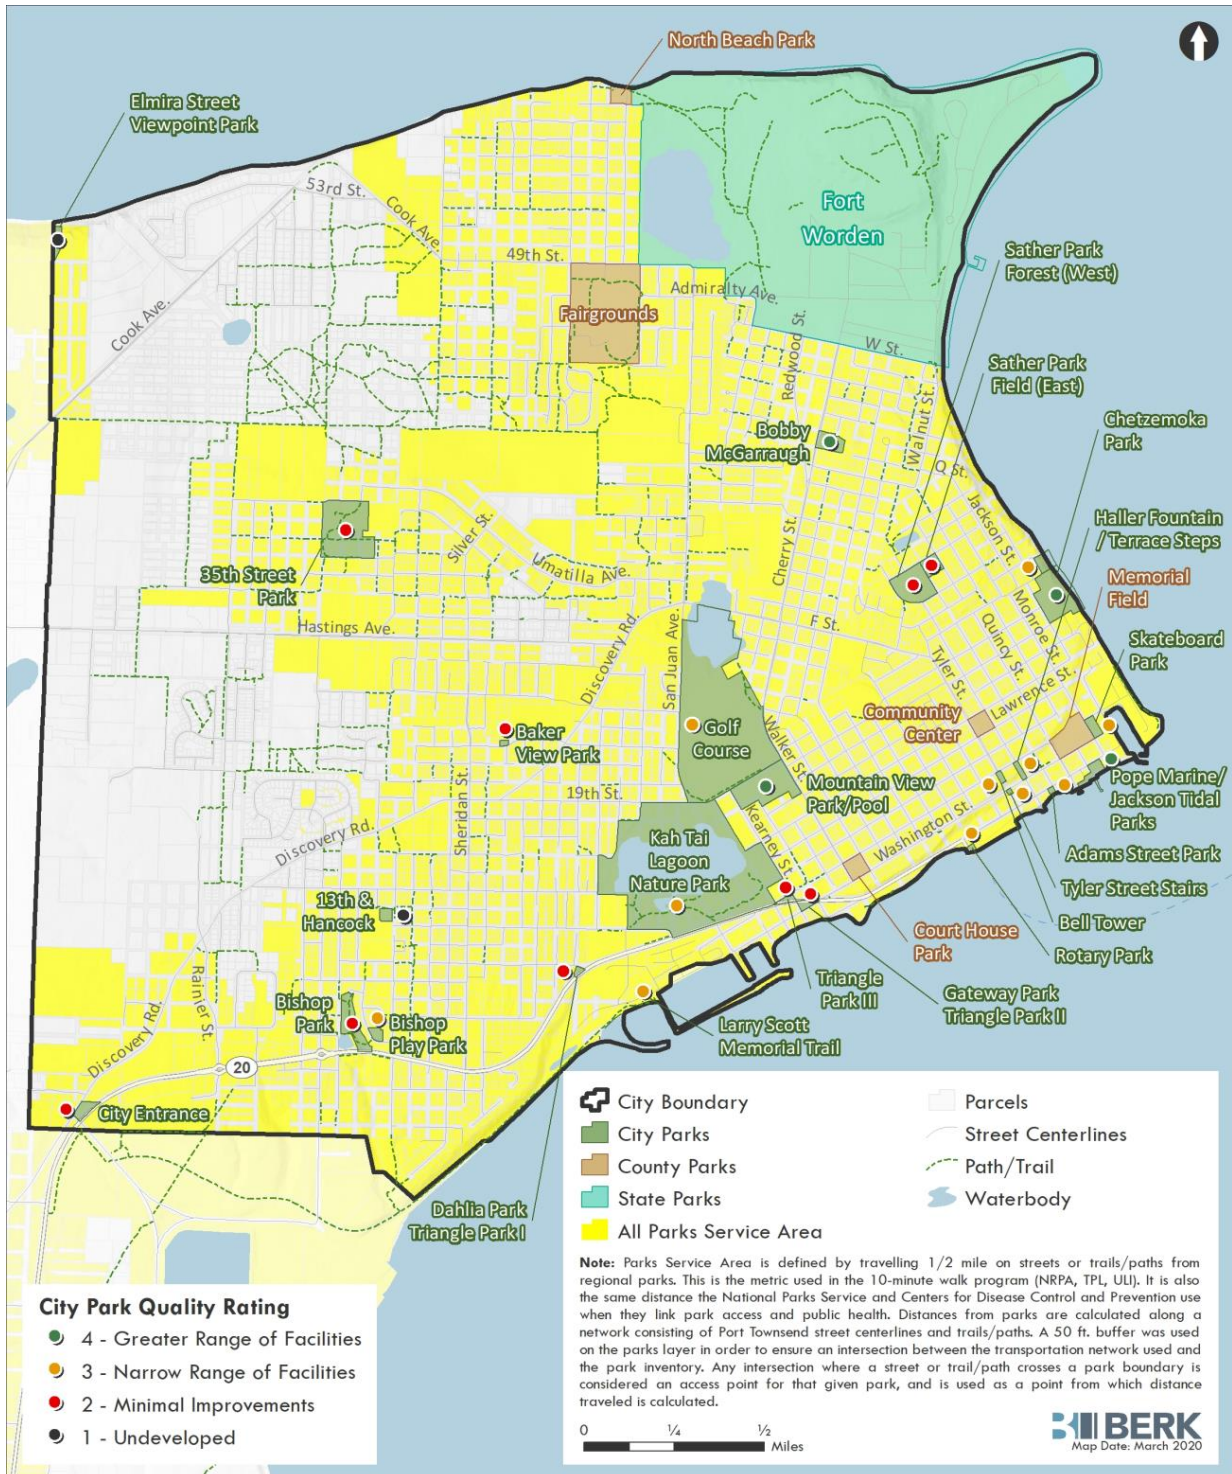 North Beach Park
Elmira Street
Viewpoint Park
53rd St.
Cook Ave.
49th St.
Fort
Worden
Sather Park
Forest (West)
Admiralty Ave.
Fairgrounds
Cook Ave.
Redwood St.
W St.
Sather Park
Field (East)
Walnut St.
Chetzemoka
Park
Bobby
McGarraugh
Q St.
Jackson St.
Haller Fountain
/ Terrace Steps
Silver St.
Cherry St.
Umatilla Ave.
35th Street
Park
Memorial
Field
Monroe St.
Hastings Ave.
Discovery Rd.
San Juan Ave.
F St.
Quincy St.
Skateboard
Park
Tyler St.
Lawrence St.
Community
Center
Baker
View Park
Golf
Course
Walker St.
Pope Marine/
Jackson Tidal
Parks
Mountain View
Park/Pool
19th St.
Sheridan St.
Discovery Rd.
Kearney St.
Washington St.
Kah Tai
Lagoon
Nature Park
Adams Street Park
Tyler Street Stairs
13th &
Hancock
Bell Tower
Court House
Park
Rotary Park
Rainier St.
Triangle
Park III
Gateway Park
Triangle Park II
Bishop
Park
Bishop
Play Park
Larry Scott
Memorial Trail
Discovery Rd.
20
City Entrance
Dahlia Park
Triangle Park I
City Boundary
City Parks
County Parks
State Parks
All Parks Service Area
Parcels
Street Centerlines
Path/Trail
Waterbody
Note: Parks Service Area is defined by travelling 1/2 mile on streets or trails/paths from
regional parks. This is the metric used in the 10-minute walk program (NRPA, TPL, ULI). It is also
the same distance the National Parks Service and Centers for Disease Control and Prevention use
when they link park access and public health. Distances from parks are calculated along a
network consisting of Port Townsend street centerlines and trails/paths. A 50 ft. buffer was used
on the parks layer in order to ensure an intersection between the transportation network used and
the park inventory. Any intersection where a street or trail/path crosses a park boundary is
considered an access point for that given park, and is used as a point from which distance
traveled is calculated.
0 ¼ ½
Miles
BERK
Map Date: March 2020
City Park Quality Rating
4 - Greater Range of Facilities
3 - Narrow Range of Facilities
2 - Minimal Improvements
1 - Undeveloped